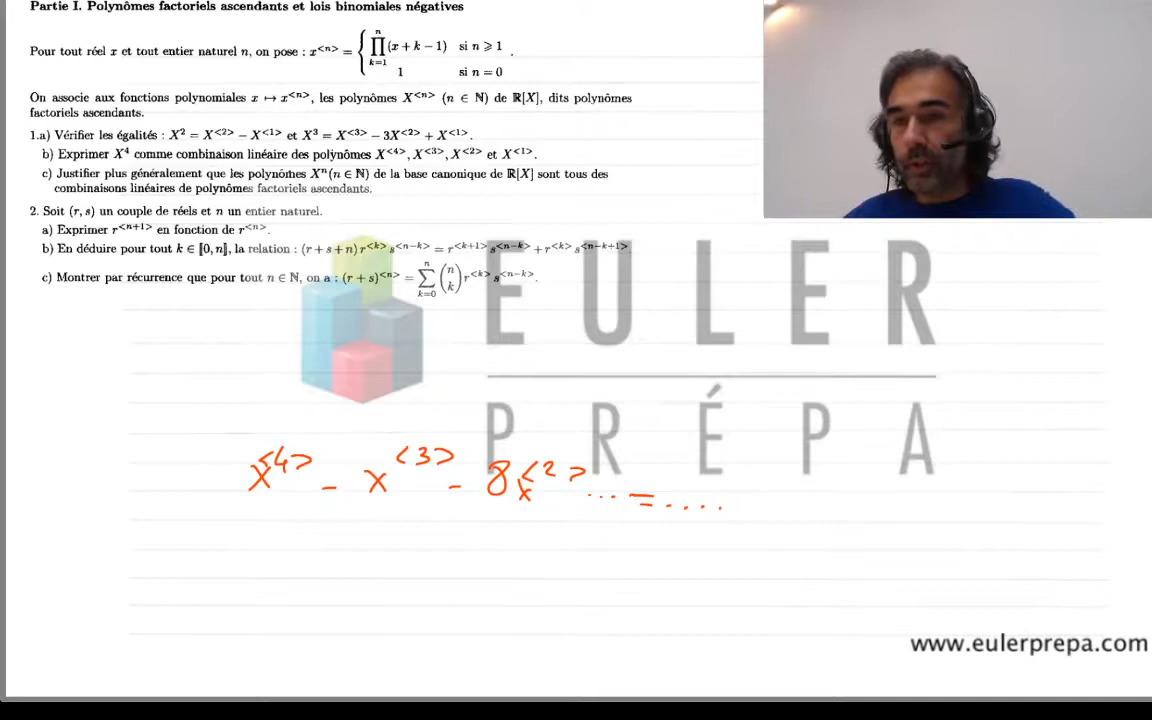 Partie I. Polynômes factoriels ascendants et lois binomiales négatives
Pour tout réel x et tout entier naturel n, on pose : x^{<n>} = { ∏_{k=1}^{n} (x + k − 1) si n ⩾ 1
1 si n = 0 .
On associe aux fonctions polynomiales x ↦ x^{<n>}, les polynômes X^{<n>} (n ∈ ℕ) de ℝ[X], dits polynômes
factoriels ascendants.
1.a) Vérifier les égalités : X² = X^{<2>} − X^{<1>} et X³ = X^{<3>} − 3X^{<2>} + X^{<1>}.
b) Exprimer X⁴ comme combinaison linéaire des polynômes X^{<4>}, X^{<3>}, X^{<2>} et X^{<1>}.
c) Justifier plus généralement que les polynômes Xⁿ(n ∈ ℕ) de la base canonique de ℝ[X] sont tous des
combinaisons linéaires de polynômes factoriels ascendants.
2. Soit (r, s) un couple de réels et n un entier naturel.
a) Exprimer r^{<n+1>} en fonction de r^{<n>}.
b) En déduire pour tout k ∈ ⟦0, n⟧, la relation : (r + s + n) r^{<k>} s^{<n−k>} = r^{<k+1>} s^{<n−k>} + r^{<k>} s^{<n−k+1>}.
c) Montrer par récurrence que pour tout n ∈ ℕ, on a : (r + s)^{<n>} = ∑_{k=0}^{n} (n k) r^{<k>} s^{<n−k>}.
EULER
PRÉPA
x^{<4>} - x^{<3>} - 8x^{<2>} ... = ....
www.eulerprepa.com